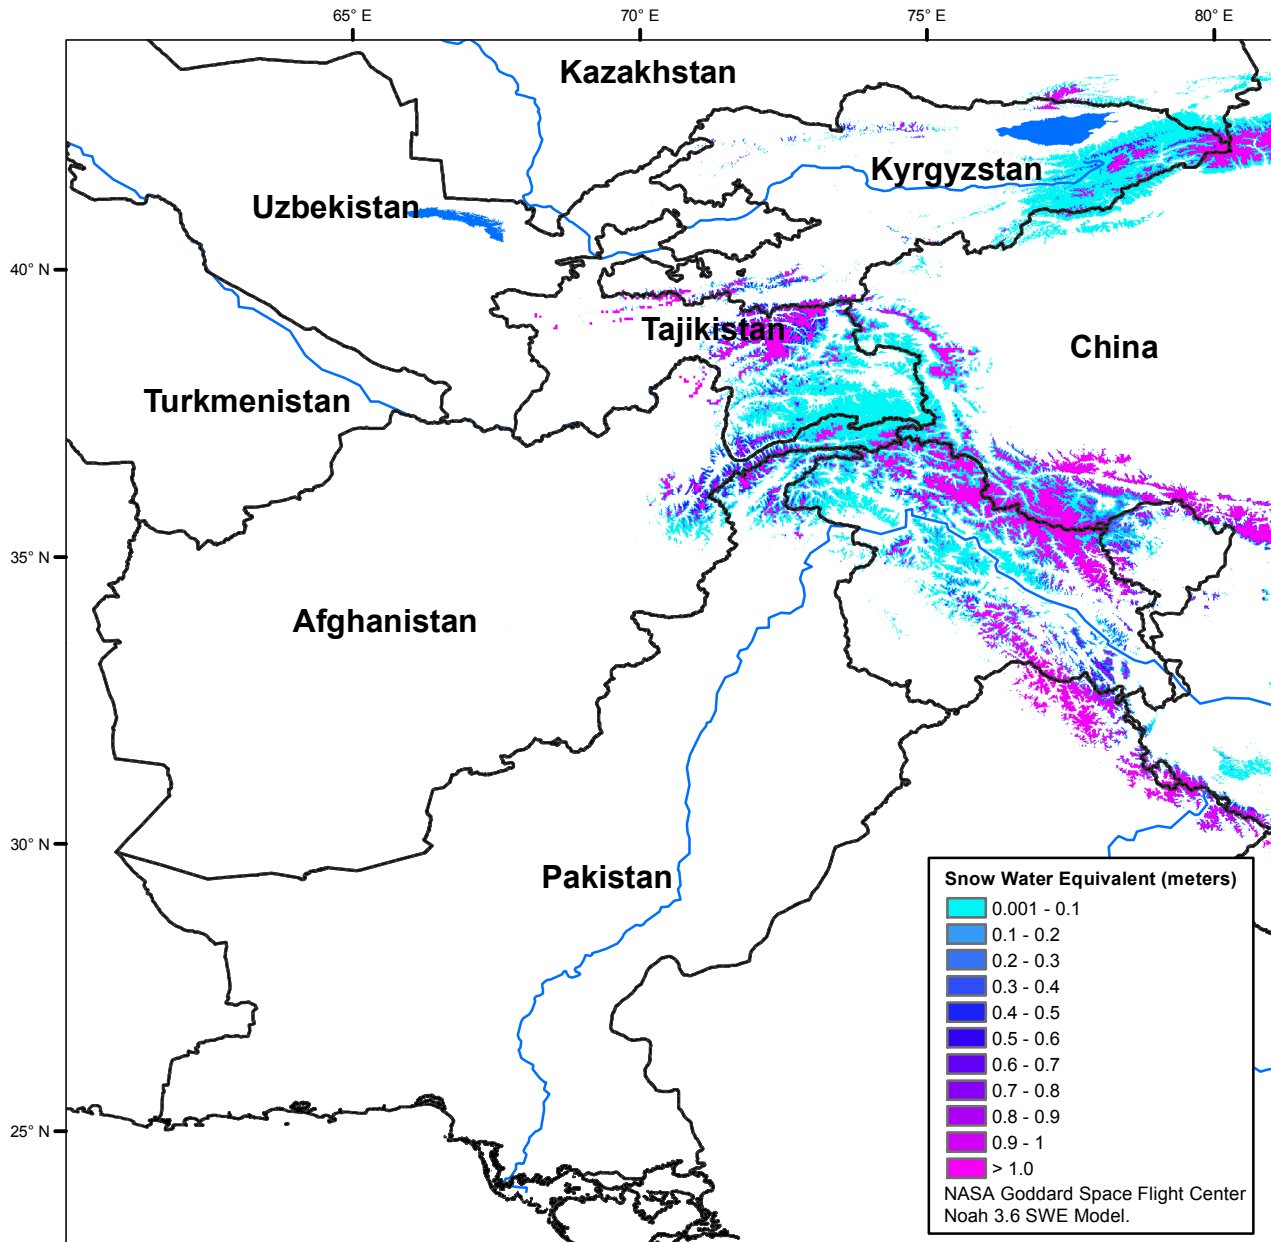 65° E
70° E
75° E
80° E
Kazakhstan
Kyrgyzstan
Uzbekistan
40° N
Tajikistan
China
Turkmenistan
35° N
Afghanistan
30° N
Pakistan
25° N
Snow Water Equivalent (meters)
0.001 - 0.1
0.1 - 0.2
0.2 - 0.3
0.3 - 0.4
0.4 - 0.5
0.5 - 0.6
0.6 - 0.7
0.7 - 0.8
0.8 - 0.9
0.9 - 1
> 1.0
NASA Goddard Space Flight Center
Noah 3.6 SWE Model.